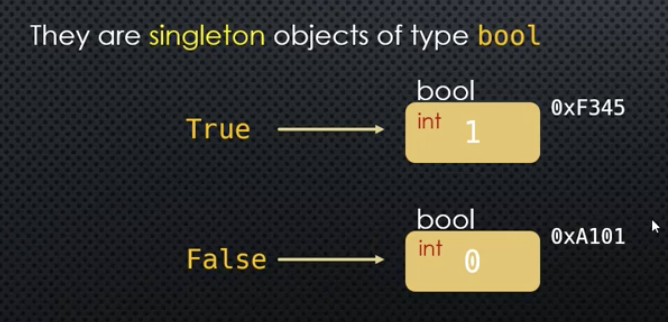 They are singleton objects of type bool
bool
0xF345
True
int 1
bool
0xA101
False
int 0